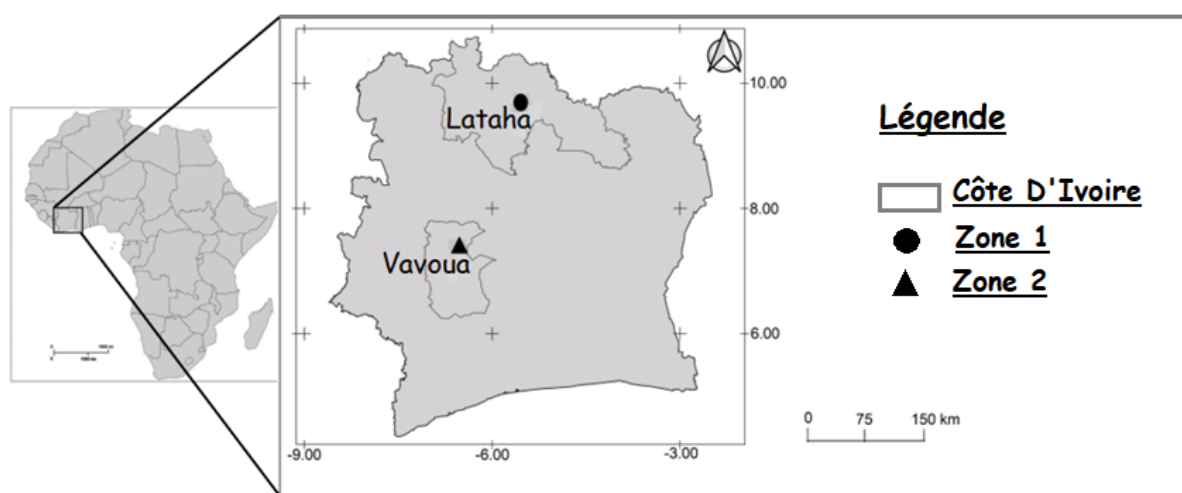 10.00
Lataha
Légende
Côte D'Ivoire
8.00
Zone 1
Vavoua
Zone 2
6.00
0 75 150 km
-9.00 -6.00 -3.00